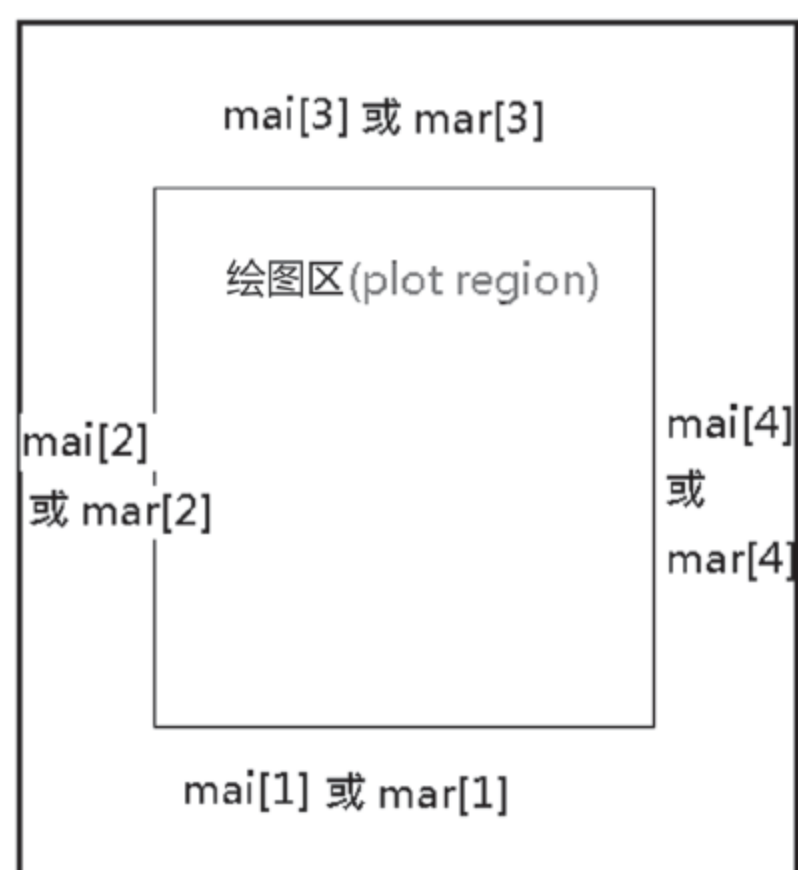 mai[3] 或 mar[3]
绘图区(plot region)
mai[2]
或 mar[2]
mai[4]
或
mar[4]
mai[1] 或 mar[1]